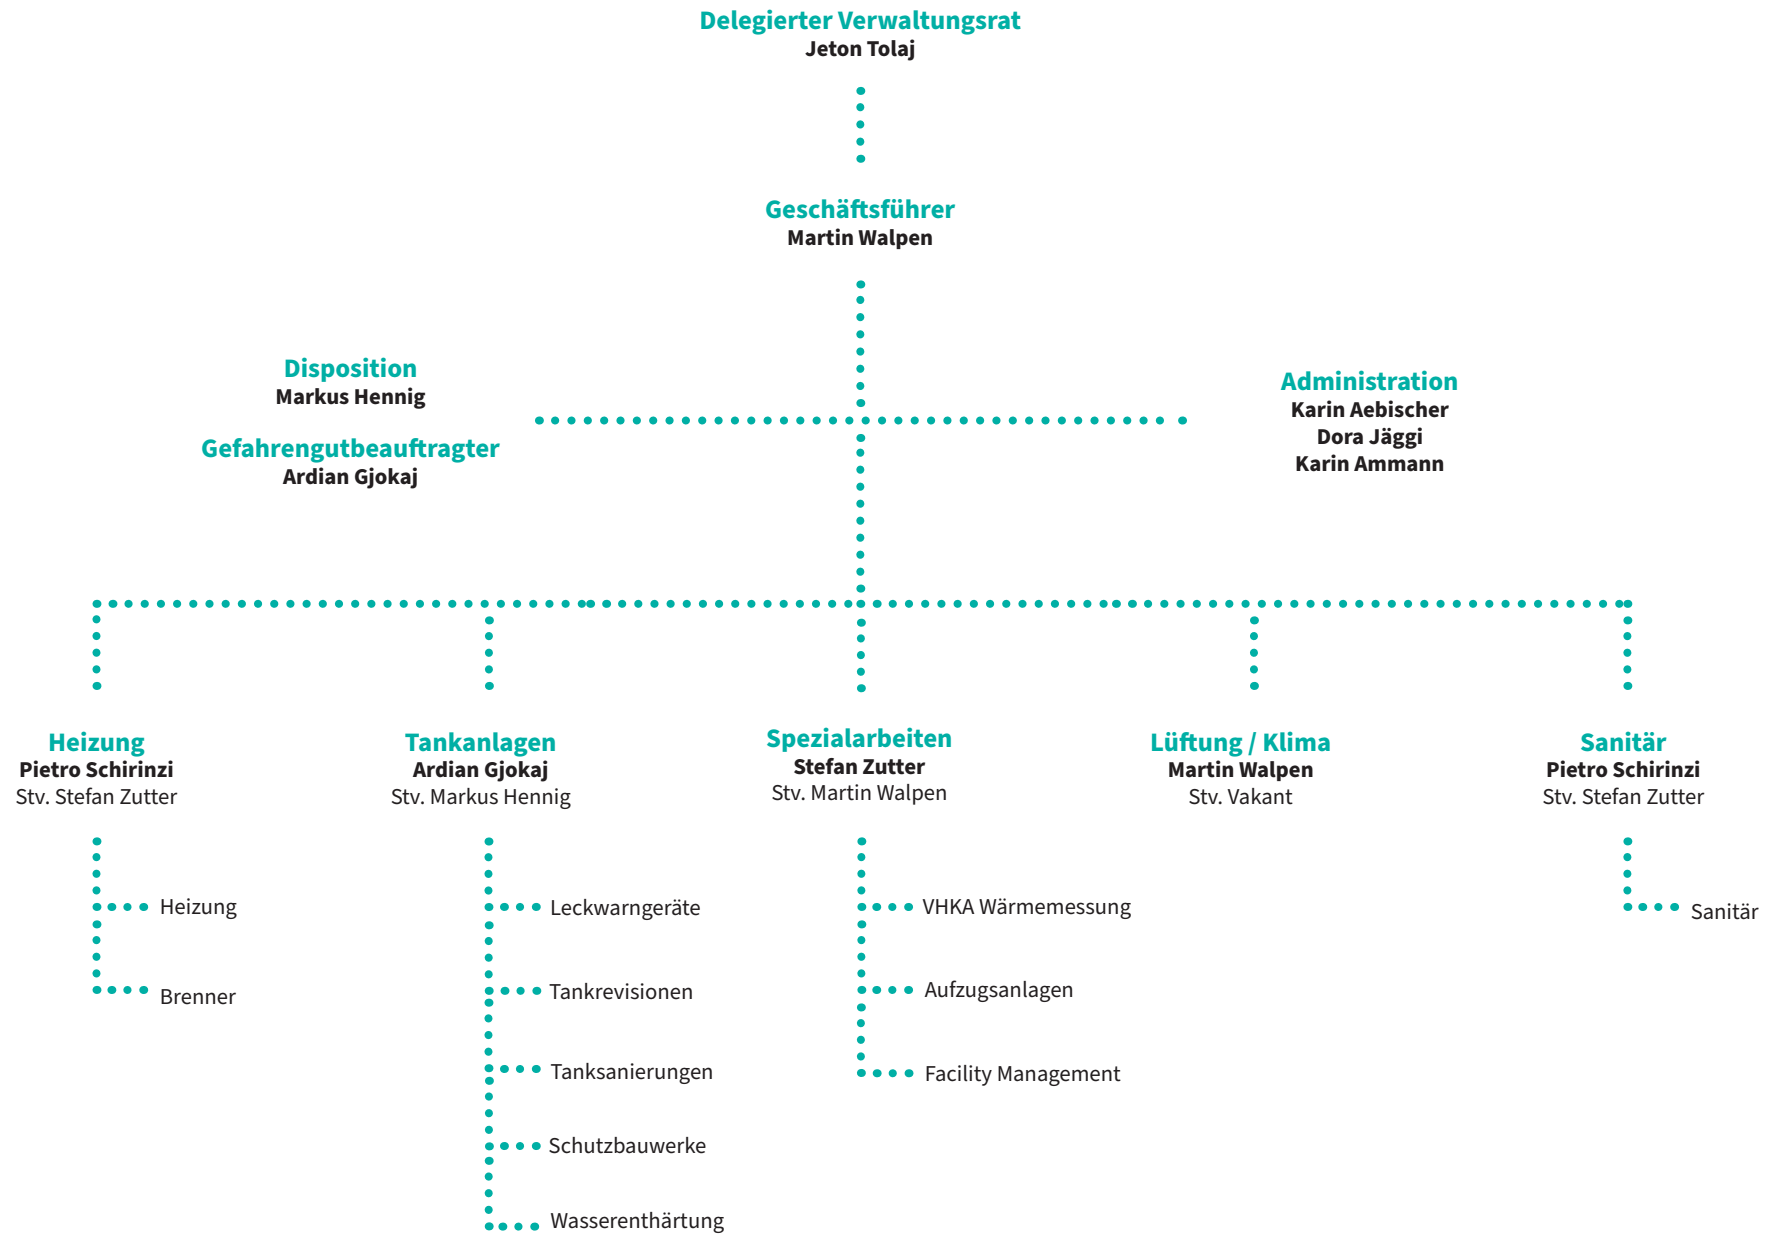 Delegierter Verwaltungsrat
Jeton Tolaj
Geschäftsführer
Martin Walpen
Disposition
Markus Hennig
Gefahrengutbeauftragter
Ardian Gjokaj
Administration
Karin Aebischer
Dora Jäggi
Karin Ammann
Heizung
Pietro Schirinzi
Stv. Stefan Zutter
Heizung
Brenner
Tankanlagen
Ardian Gjokaj
Stv. Markus Hennig
Leckwarngeräte
Tankrevisionen
Tanksanierungen
Schutzbauwerke
Wasserenthärtung
Spezialarbeiten
Stefan Zutter
Stv. Martin Walpen
VHKA Wärmemessung
Aufzugsanlagen
Facility Management
Lüftung / Klima
Martin Walpen
Stv. Vakant
Sanitär
Pietro Schirinzi
Stv. Stefan Zutter
Sanitär